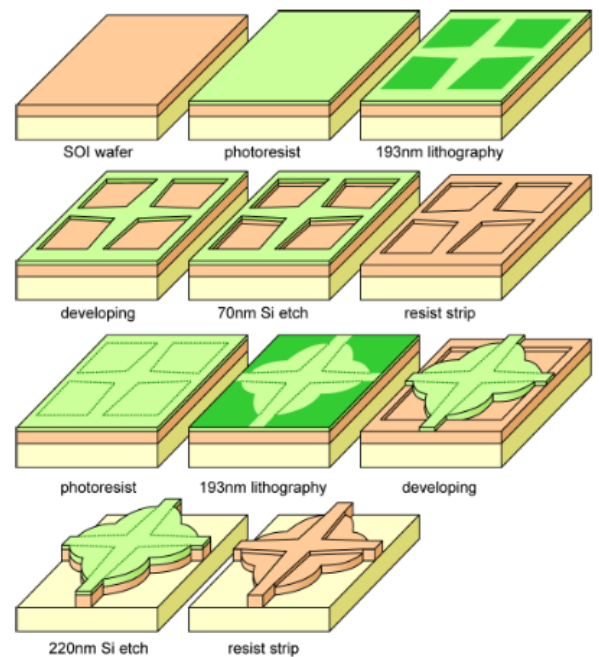 SOI wafer
photoresist
193nm lithography
developing
70nm Si etch
resist strip
photoresist
193nm lithography
developing
220nm Si etch
resist strip